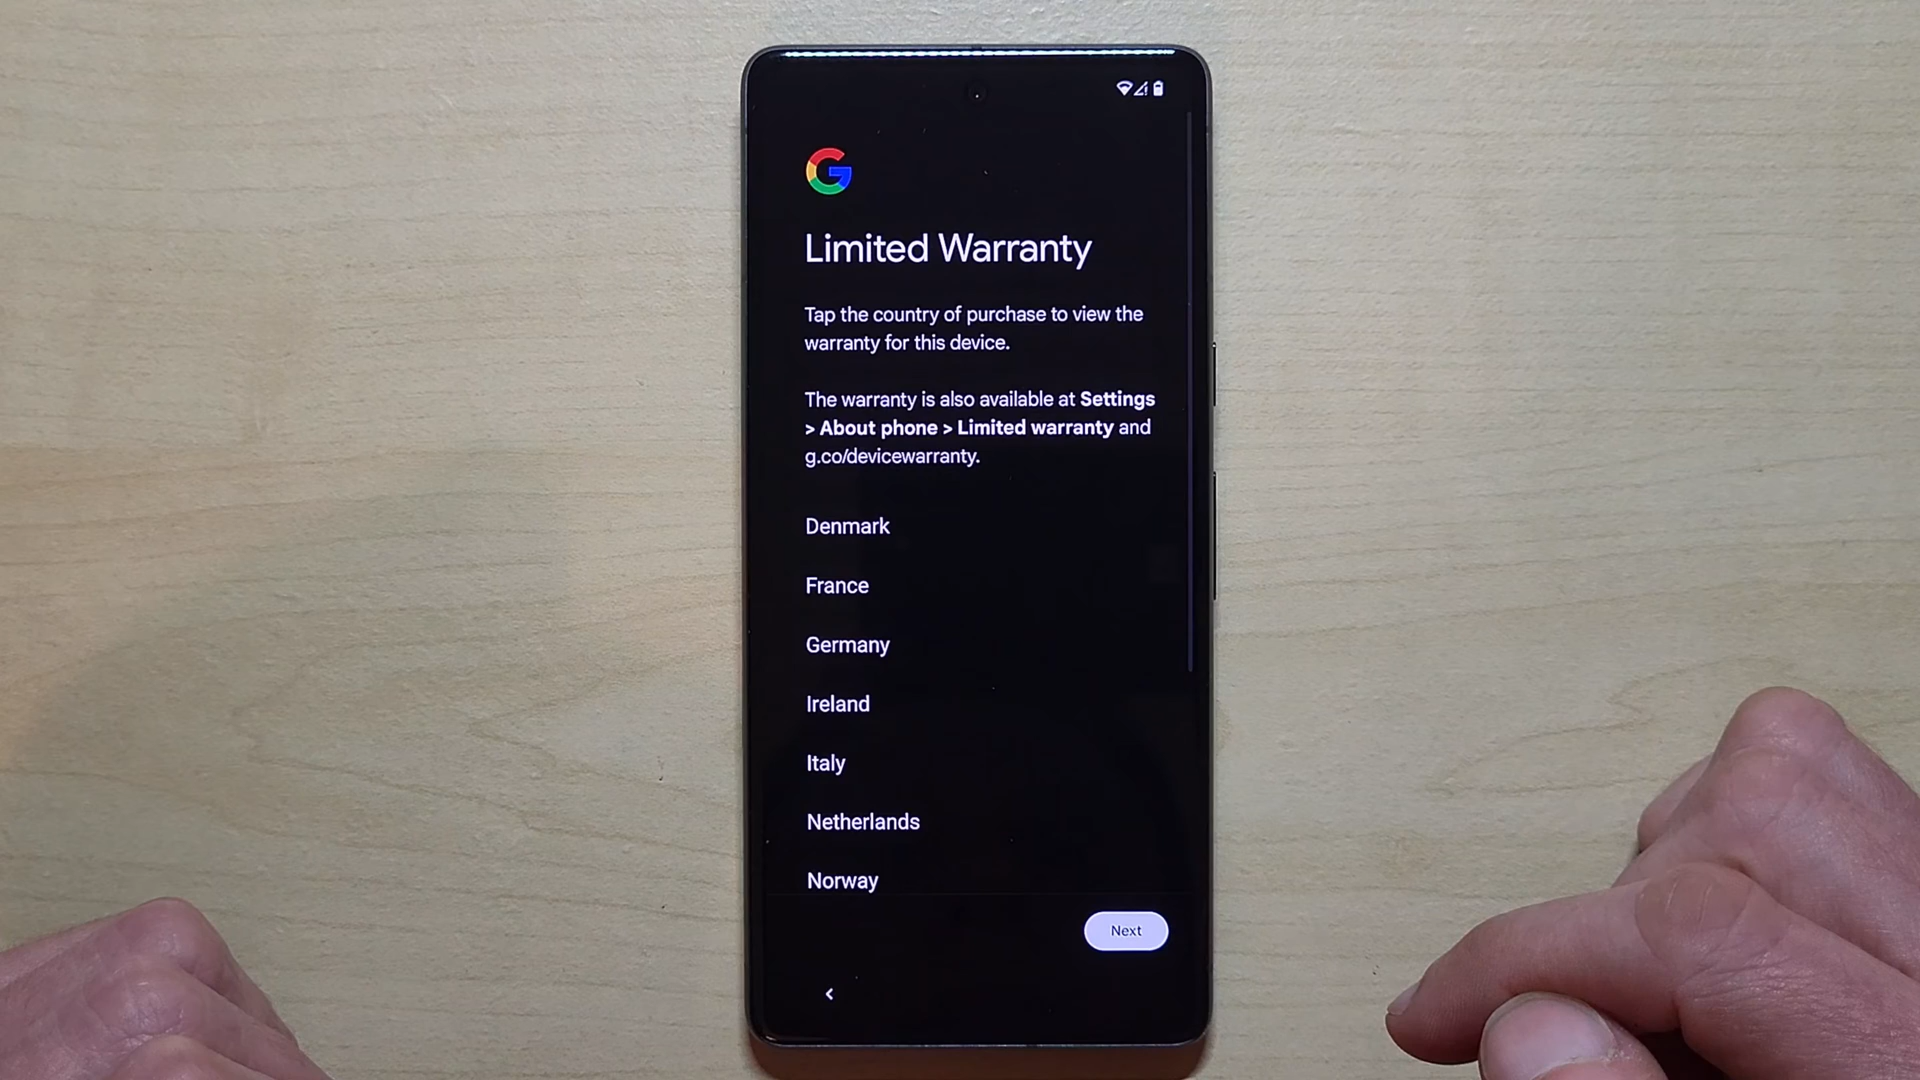 Limited Warranty
Tap the country of purchase to view the
warranty for this device.
The warranty is also available at Settings
> About phone > Limited warranty and
g.co/devicewarranty.
Denmark
France
Germany
Ireland
Italy
Netherlands
Norway
Next